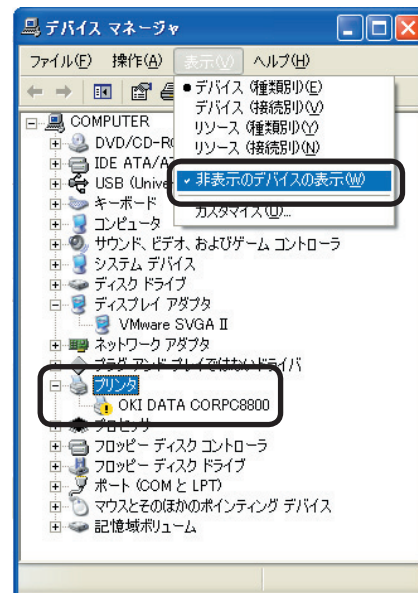 デバイス マネージャ
ファイル(F) 操作(A) 表示(V) ヘルプ(H)
デバイス (種類別)(E)
デバイス (接続別)(V)
リソース (種類別)(Y)
リソース (接続別)(N)
非表示のデバイスの表示(W)
カスタマイズ(U)...
COMPUTER
DVD/CD-R
IDE ATA/A
USB (Unive
キーボード
コンピュータ
サウンド、ビデオ、およびゲーム コントローラ
システム デバイス
ディスク ドライブ
ディスプレイ アダプタ
VMware SVGA II
ネットワーク アダプタ
プラグ アンド プレイではないドライバ
プリンタ
OKI DATA CORPC8800
プロセッサ
フロッピー ディスク コントローラ
フロッピー ディスク ドライブ
ポート (COM と LPT)
マウスとそのほかのポインティング デバイス
記憶域ボリューム